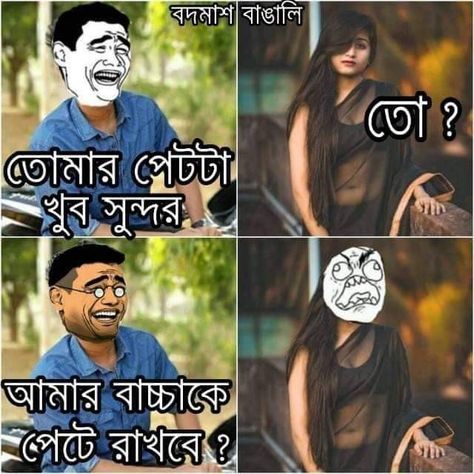 বদমাশ বাঙালি
তো ?
তোমার পেটটা
খুব সুন্দর
আমার বাচ্চাকে
পেটে রাখবে ?